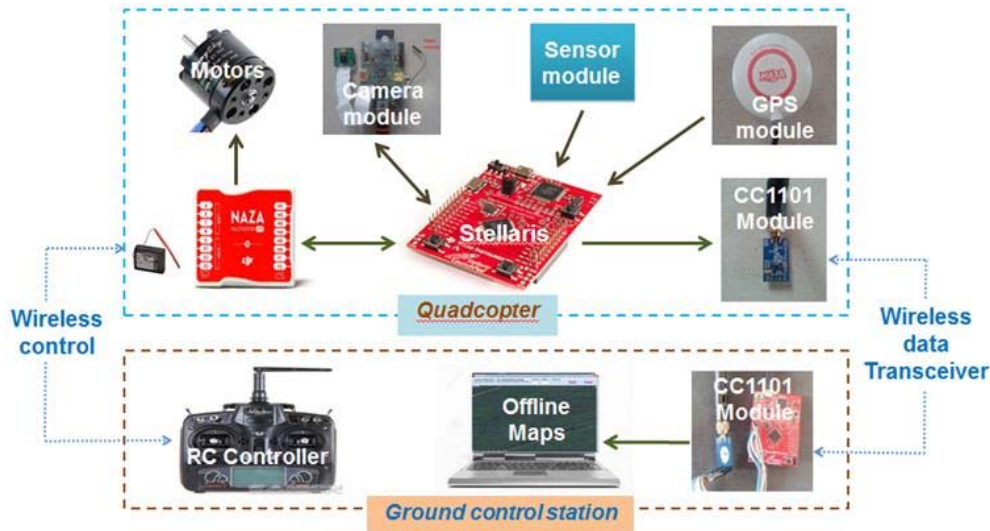 Motors
Camera
module
Sensor
module
GPS
module
NAZA
CC1101
Module
Stellaris
Quadcopter
Wireless
control
Wireless
data
Transceiver
RC Controller
Offline
Maps
CC1101
Module
Ground control station